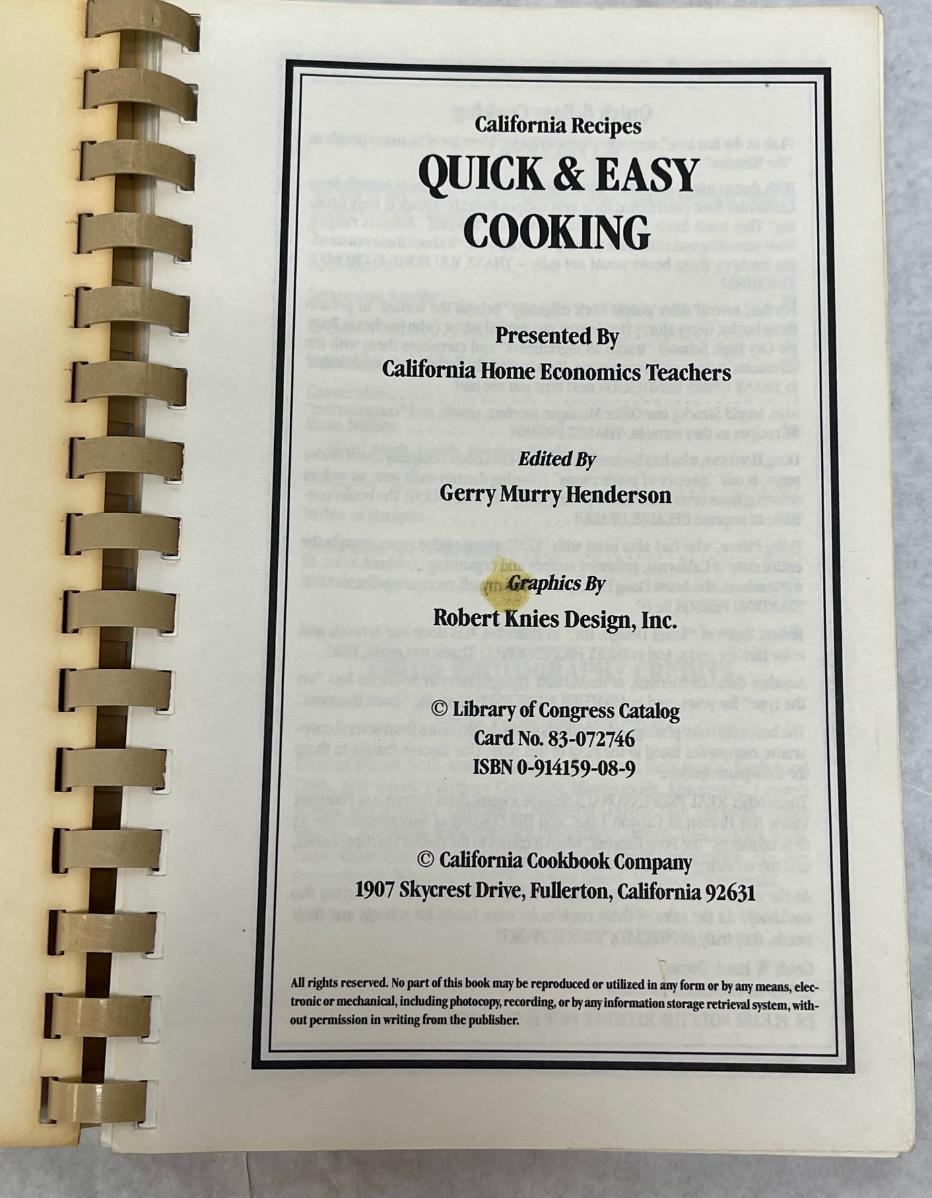 California Recipes
QUICK & EASY
COOKING
Presented By
California Home Economics Teachers
Edited By
Gerry Murry Henderson
Graphics By
Robert Knies Design, Inc.
© Library of Congress Catalog
Card No. 83-072746
ISBN 0-914159-08-9
© California Cookbook Company
1907 Skycrest Drive, Fullerton, California 92631
All rights reserved. No part of this book may be reproduced or utilized in any form or by any means, elec-
tronic or mechanical, including photocopy, recording, or by any information storage retrieval system, with-
out permission in writing from the publisher.